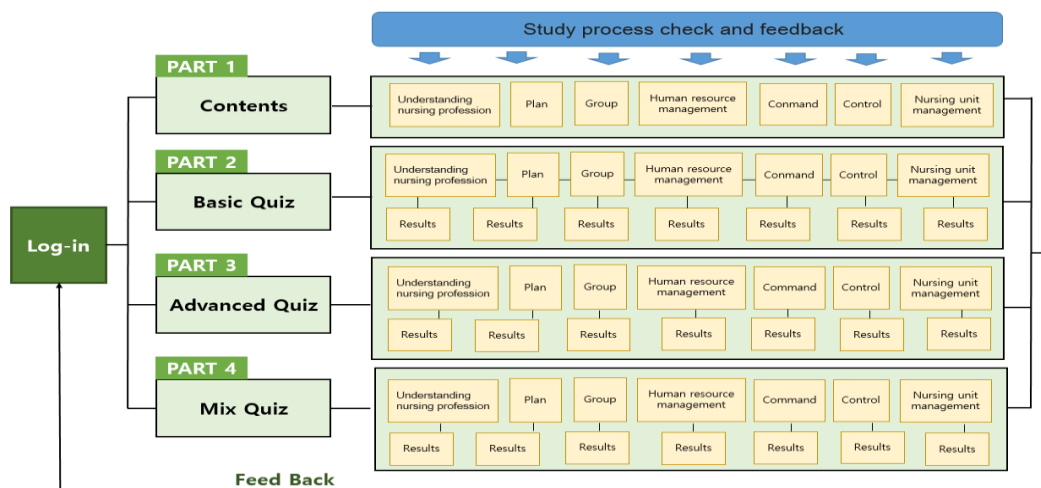 Study process check and feedback
PART 1
Contents
Understanding
nursing profession
Plan
Group
Human resource
management
Command
Control
Nursing unit
management
PART 2
Basic Quiz
Understanding
nursing profession
Plan
Group
Human resource
management
Conmand
Control
Nursing unit
management
Results
Results
Results
Results
Results
Results
Results
Log-in
PART 3
Advanced Quiz
Understanding
nursing profession
Plan
Group
Human resource
management
Command
Control
Nursing unit
management
Results
Results
Results
Results
Results
Results
Results
PART 4
Mix Quiz
Understanding
nursing profession
Plan
Group
Human resource
management
Command
Control
Nursing unit
management
Results
Results
Results
Results
Results
Results
Results
Feed Back